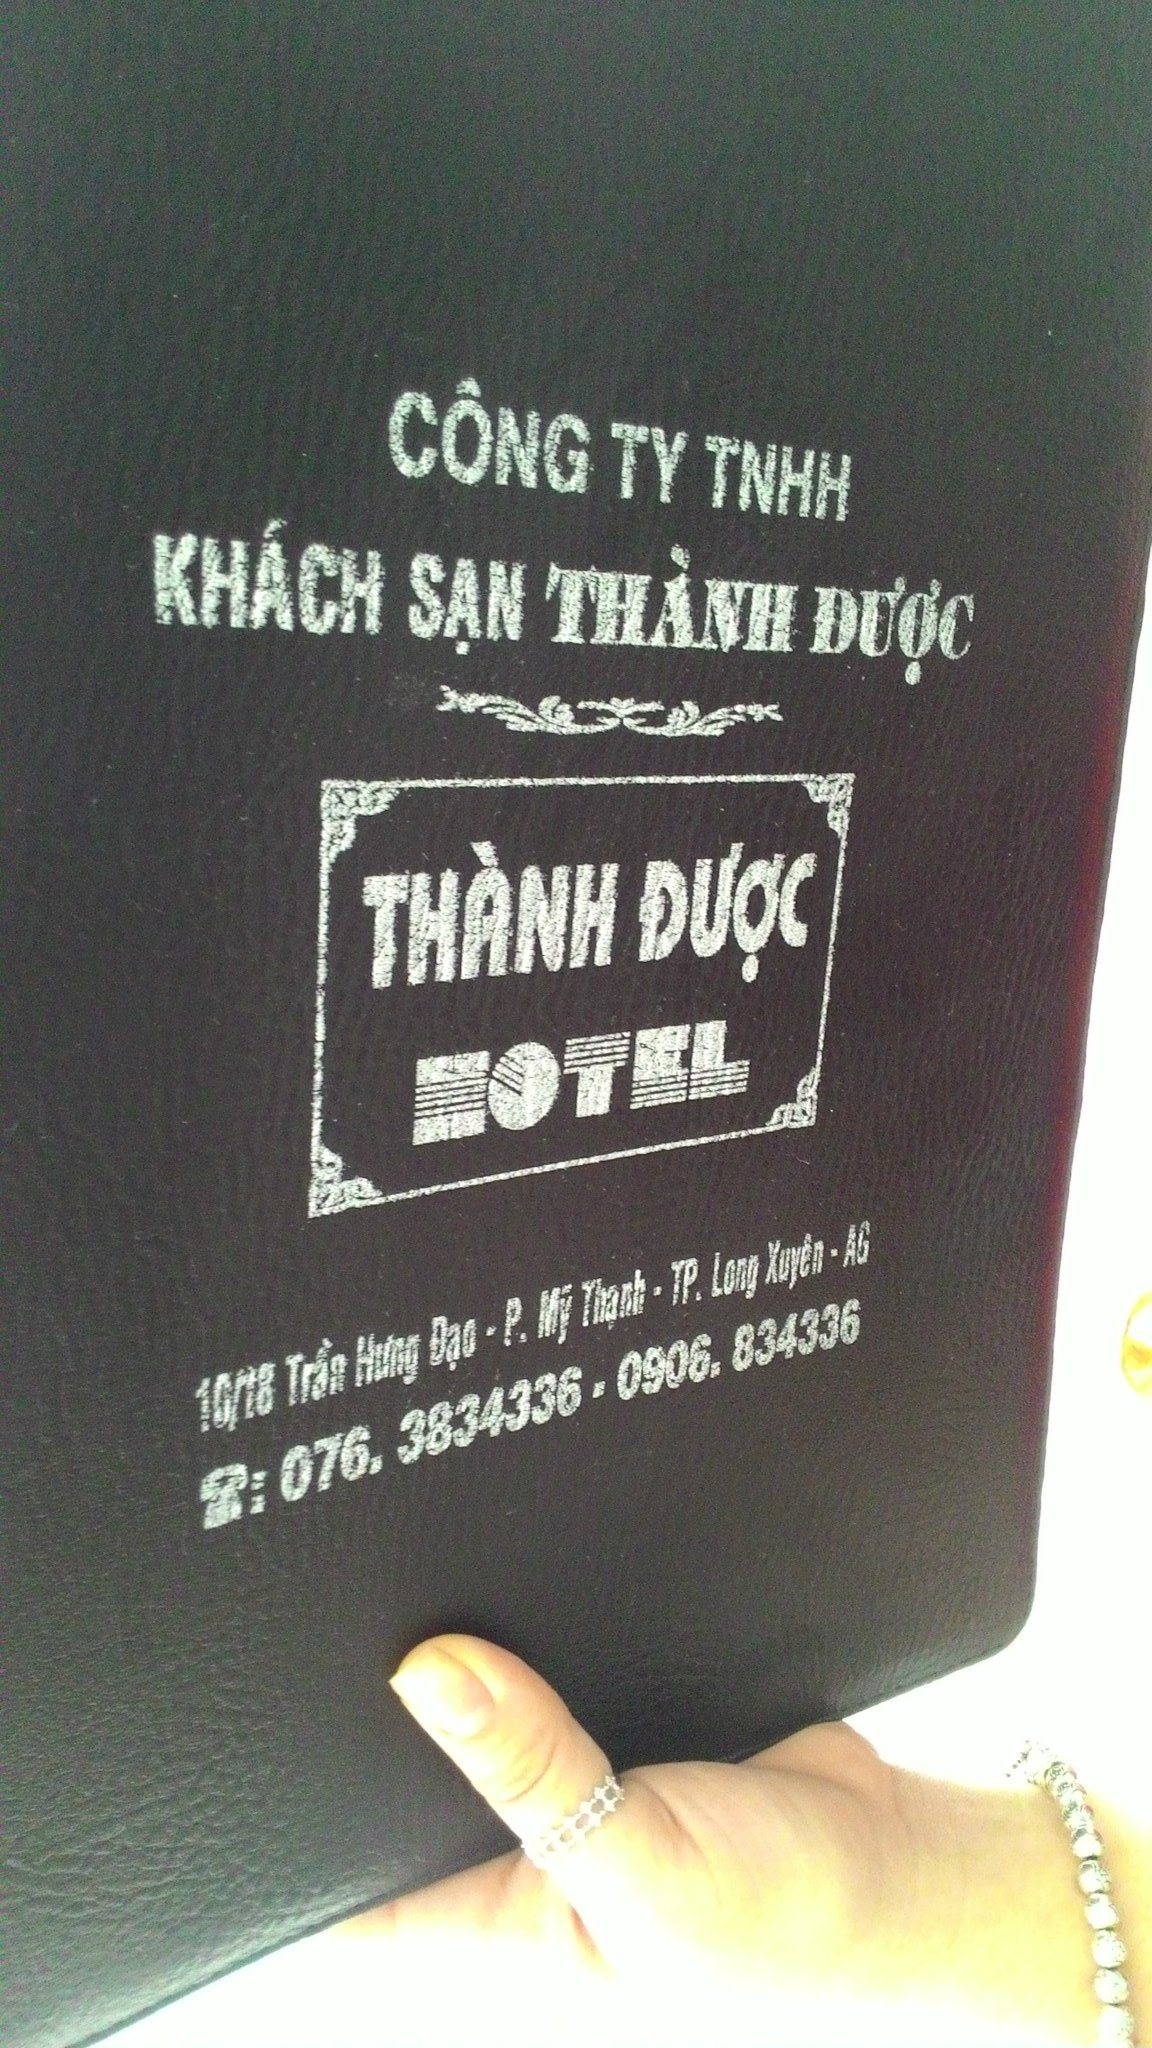 CÔNG TY TNHH
KHÁCH SẠN THÀNH ĐƯỢC
THÀNH ĐƯỢC
HOTEL
10/18 Trần Hưng Đạo - P. Mỹ Thạnh - TP. Long Xuyên - AG
☎: 076. 3834336 - 0906. 834336